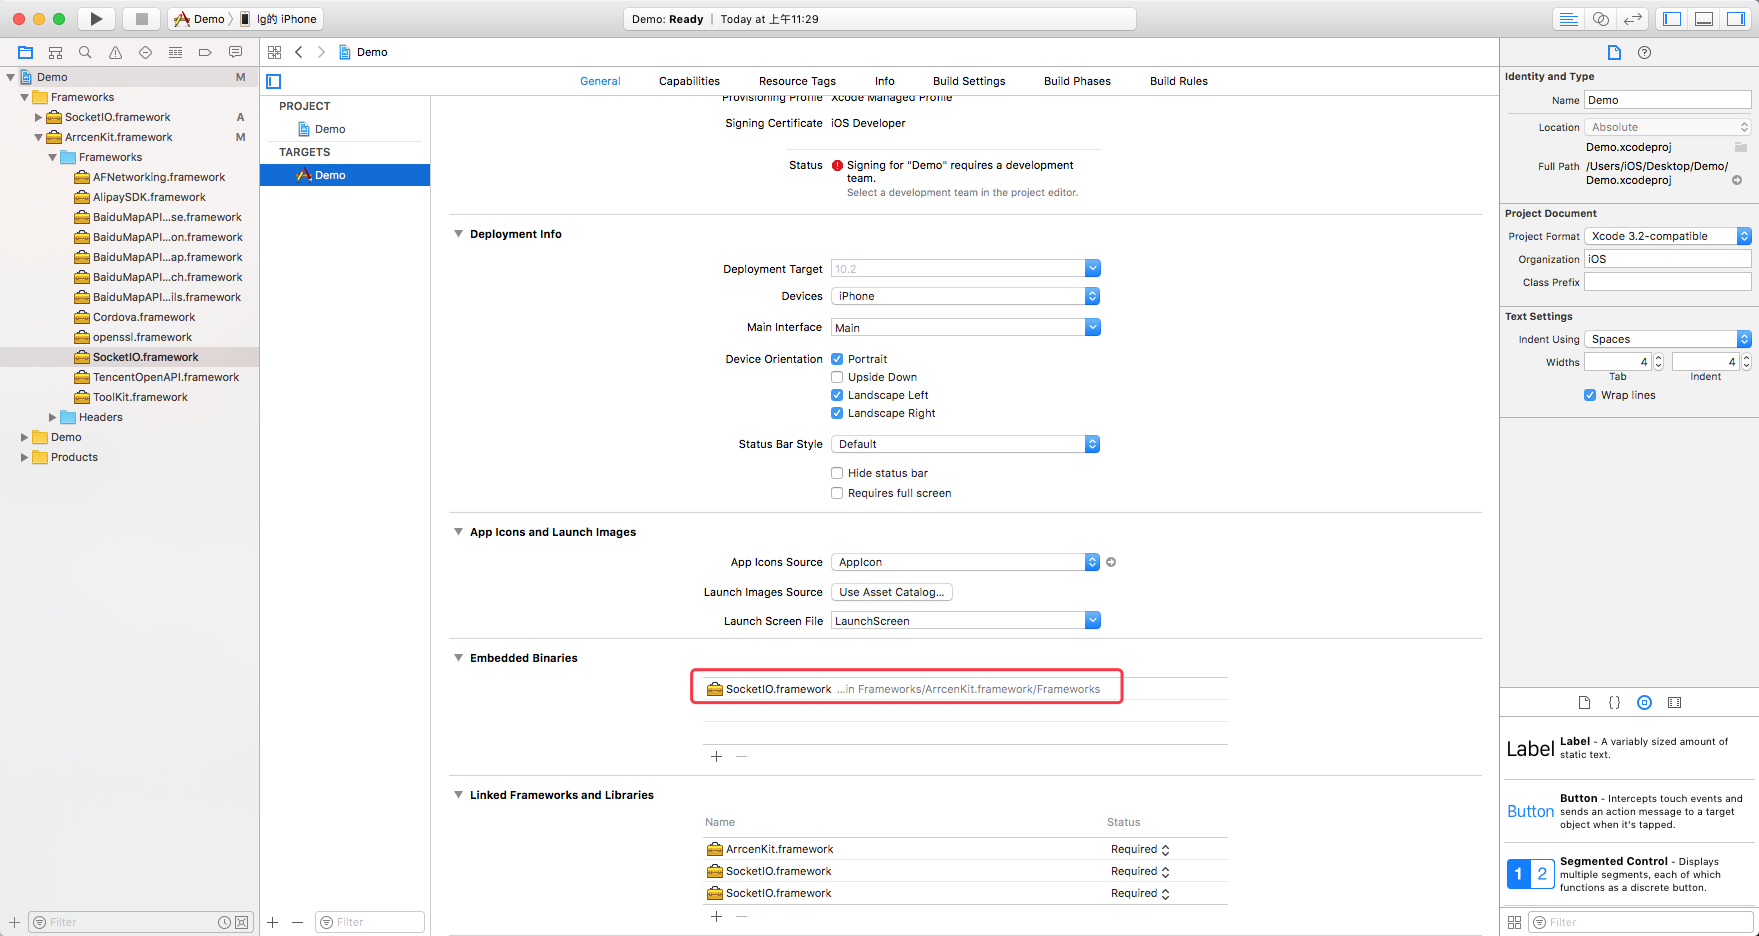 Demo
lg的 iPhone
Demo: Ready | Today at 上午11:29
Demo
Demo M
Frameworks
SocketIO.framework A
ArrcenKit.framework M
Frameworks
AFNetworking.framework
AlipaySDK.framework
BaiduMapAPI...se.framework
BaiduMapAPI...on.framework
BaiduMapAPI...ap.framework
BaiduMapAPI...ch.framework
BaiduMapAPI...ils.framework
Cordova.framework
openssl.framework
SocketIO.framework
TencentOpenAPI.framework
ToolKit.framework
Headers
Demo
Products
Filter
General Capabilities Resource Tags Info Build Settings Build Phases Build Rules
PROJECT
Demo
TARGETS
Demo
Filter
Provisioning Profile Xcode Managed Profile
Signing Certificate iOS Developer
Status Signing for "Demo" requires a development
team.
Select a development team in the project editor.
Deployment Info
Deployment Target 10.2
Devices iPhone
Main Interface Main
Device Orientation Portrait
Upside Down
Landscape Left
Landscape Right
Status Bar Style Default
Hide status bar
Requires full screen
App Icons and Launch Images
App Icons Source AppIcon
Launch Images Source Use Asset Catalog...
Launch Screen File LaunchScreen
Embedded Binaries
SocketIO.framework ...in Frameworks/ArrcenKit.framework/Frameworks
Linked Frameworks and Libraries
Name Status
ArrcenKit.framework Required
SocketIO.framework Required
SocketIO.framework Required
Identity and Type
Name Demo
Location Absolute
Demo.xcodeproj
Full Path /Users/iOS/Desktop/Demo/
Demo.xcodeproj
Project Document
Project Format Xcode 3.2-compatible
Organization iOS
Class Prefix
Text Settings
Indent Using Spaces
Widths 4 4
Tab Indent
Wrap lines
{}
Label Label - A variably sized amount of
static text.
Button Button - Intercepts touch events and
sends an action message to a target
object when it's tapped.
1 2 Segmented Control - Displays
multiple segments, each of which
functions as a discrete button.
Filter